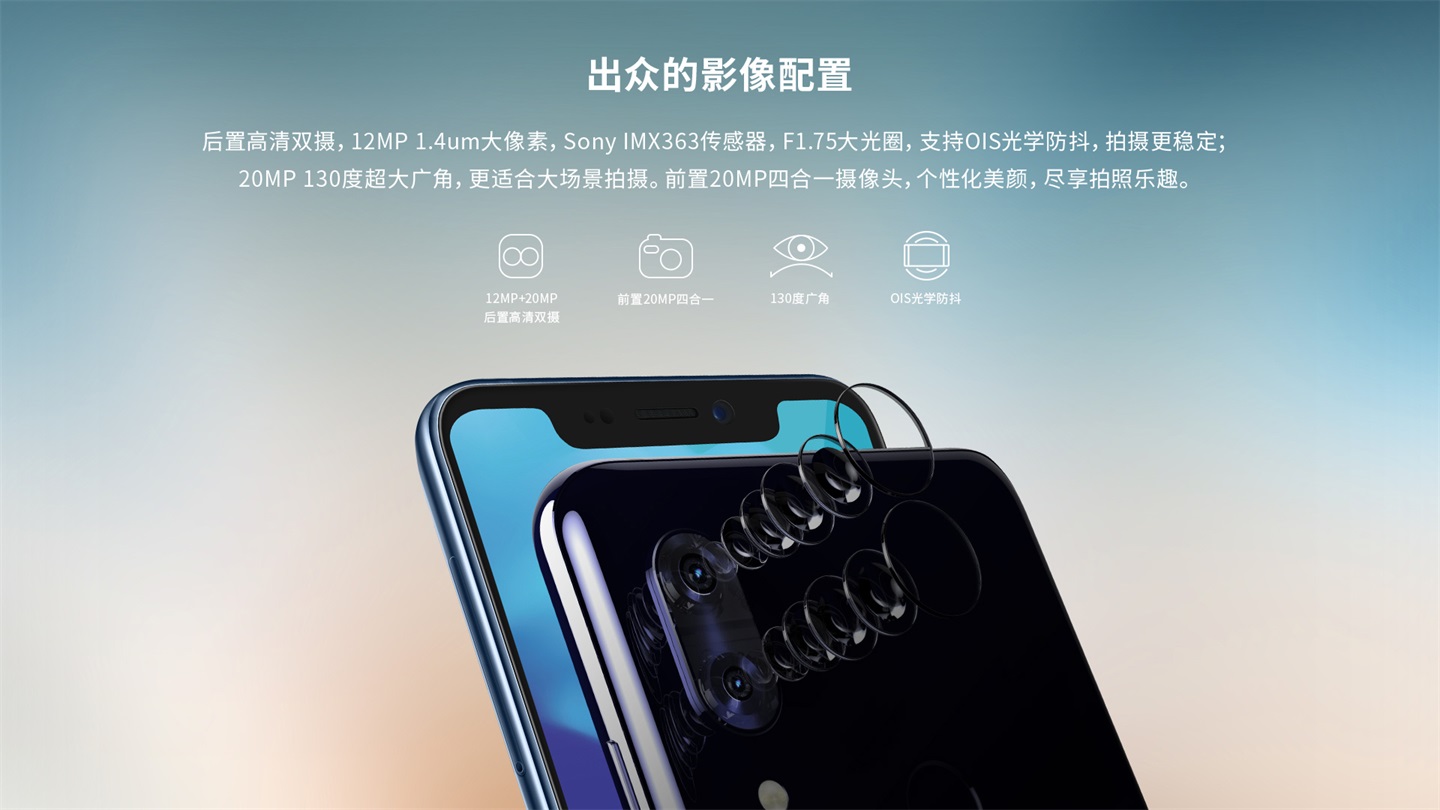 出众的影像配置
后置高清双摄，12MP 1.4um大像素，Sony IMX363传感器，F1.75大光圈，支持OIS光学防抖，拍摄更稳定；
20MP 130度超大广角，更适合大场景拍摄。前置20MP四合一摄像头，个性化美颜，尽享拍照乐趣。
12MP+20MP
后置高清双摄
前置20MP四合一
130度广角
OIS光学防抖